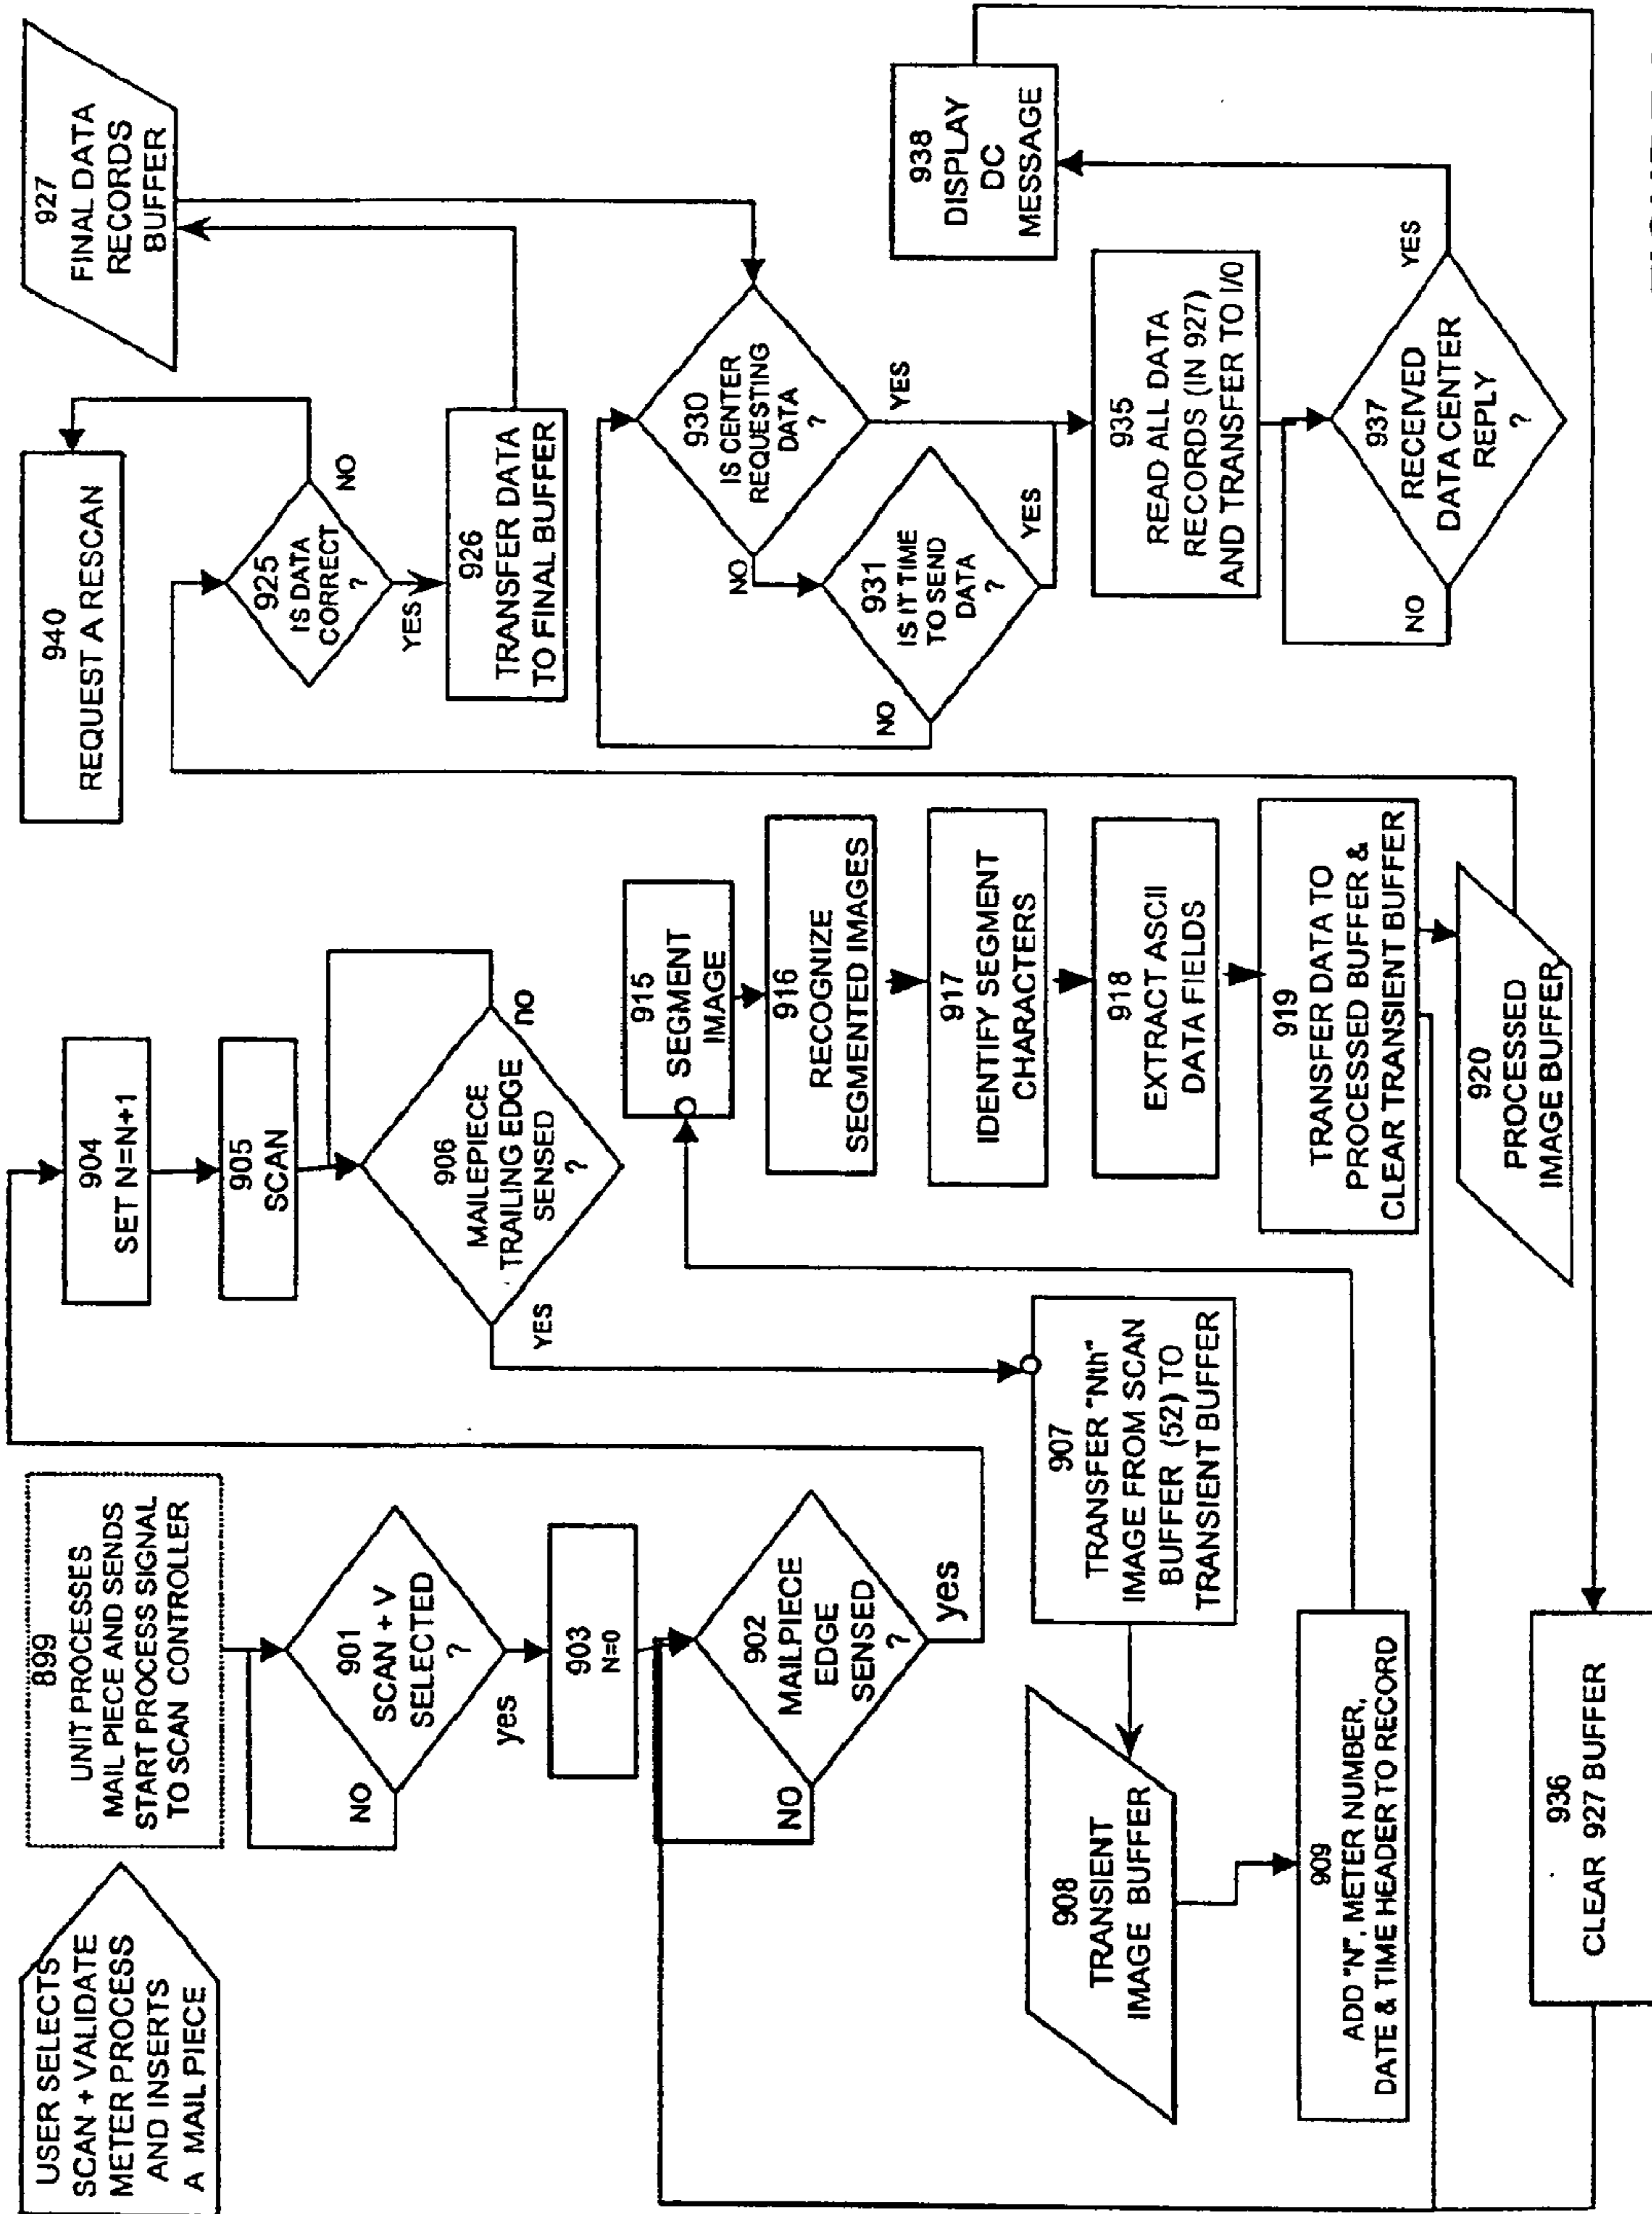 USER SELECTS
SCAN + VALIDATE
METER PROCESS
AND INSERTS
A MAIL PIECE
899
UNIT PROCESSES
MAIL PIECE AND SENDS
START PROCESS SIGNAL
TO SCAN CONTROLLER
901
SCAN + V
SELECTED
?
NO
yes
903
N=0
902
MAILPIECE
EDGE
SENSED
?
NO
yes
904
SET N=N+1
905
SCAN
906
MAILEPIECE
TRAILING EDGE
SENSED
?
no
YES
907
TRANSFER "Nth"
IMAGE FROM SCAN
BUFFER (52) TO
TRANSIENT BUFFER
908
TRANSIENT
IMAGE BUFFER
909
ADD "N", METER NUMBER,
DATE & TIME HEADER TO RECORD
915
SEGMENT
IMAGE
916
RECOGNIZE
SEGMENTED IMAGES
917
IDENTIFY SEGMENT
CHARACTERS
918
EXTRACT ASCII
DATA FIELDS
919
TRANSFER DATA TO
PROCESSED BUFFER &
CLEAR TRANSIENT BUFFER
920
PROCESSED
IMAGE BUFFER
940
REQUEST A RESCAN
925
IS DATA
CORRECT
?
NO
YES
926
TRANSFER DATA
TO FINAL BUFFER
927
FINAL DATA
RECORDS
BUFFER
930
IS CENTER
REQUESTING
DATA
?
NO
YES
931
IS IT TIME
TO SEND
DATA
?
NO
YES
935
READ ALL DATA
RECORDS (IN 927)
AND TRANSFER TO I/0
937
RECEIVED
DATA CENTER
REPLY
?
NO
YES
938
DISPLAY
DC
MESSAGE
936
CLEAR 927 BUFFER